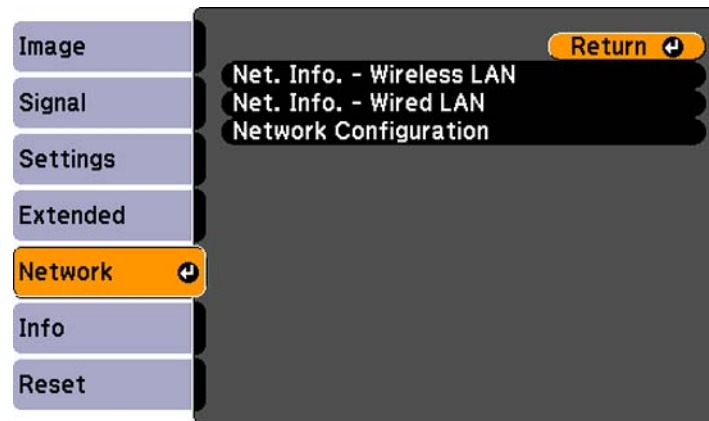 Image
Signal
Settings
Extended
Network
Info
Reset
Return
Net. Info. - Wireless LAN
Net. Info. - Wired LAN
Network Configuration